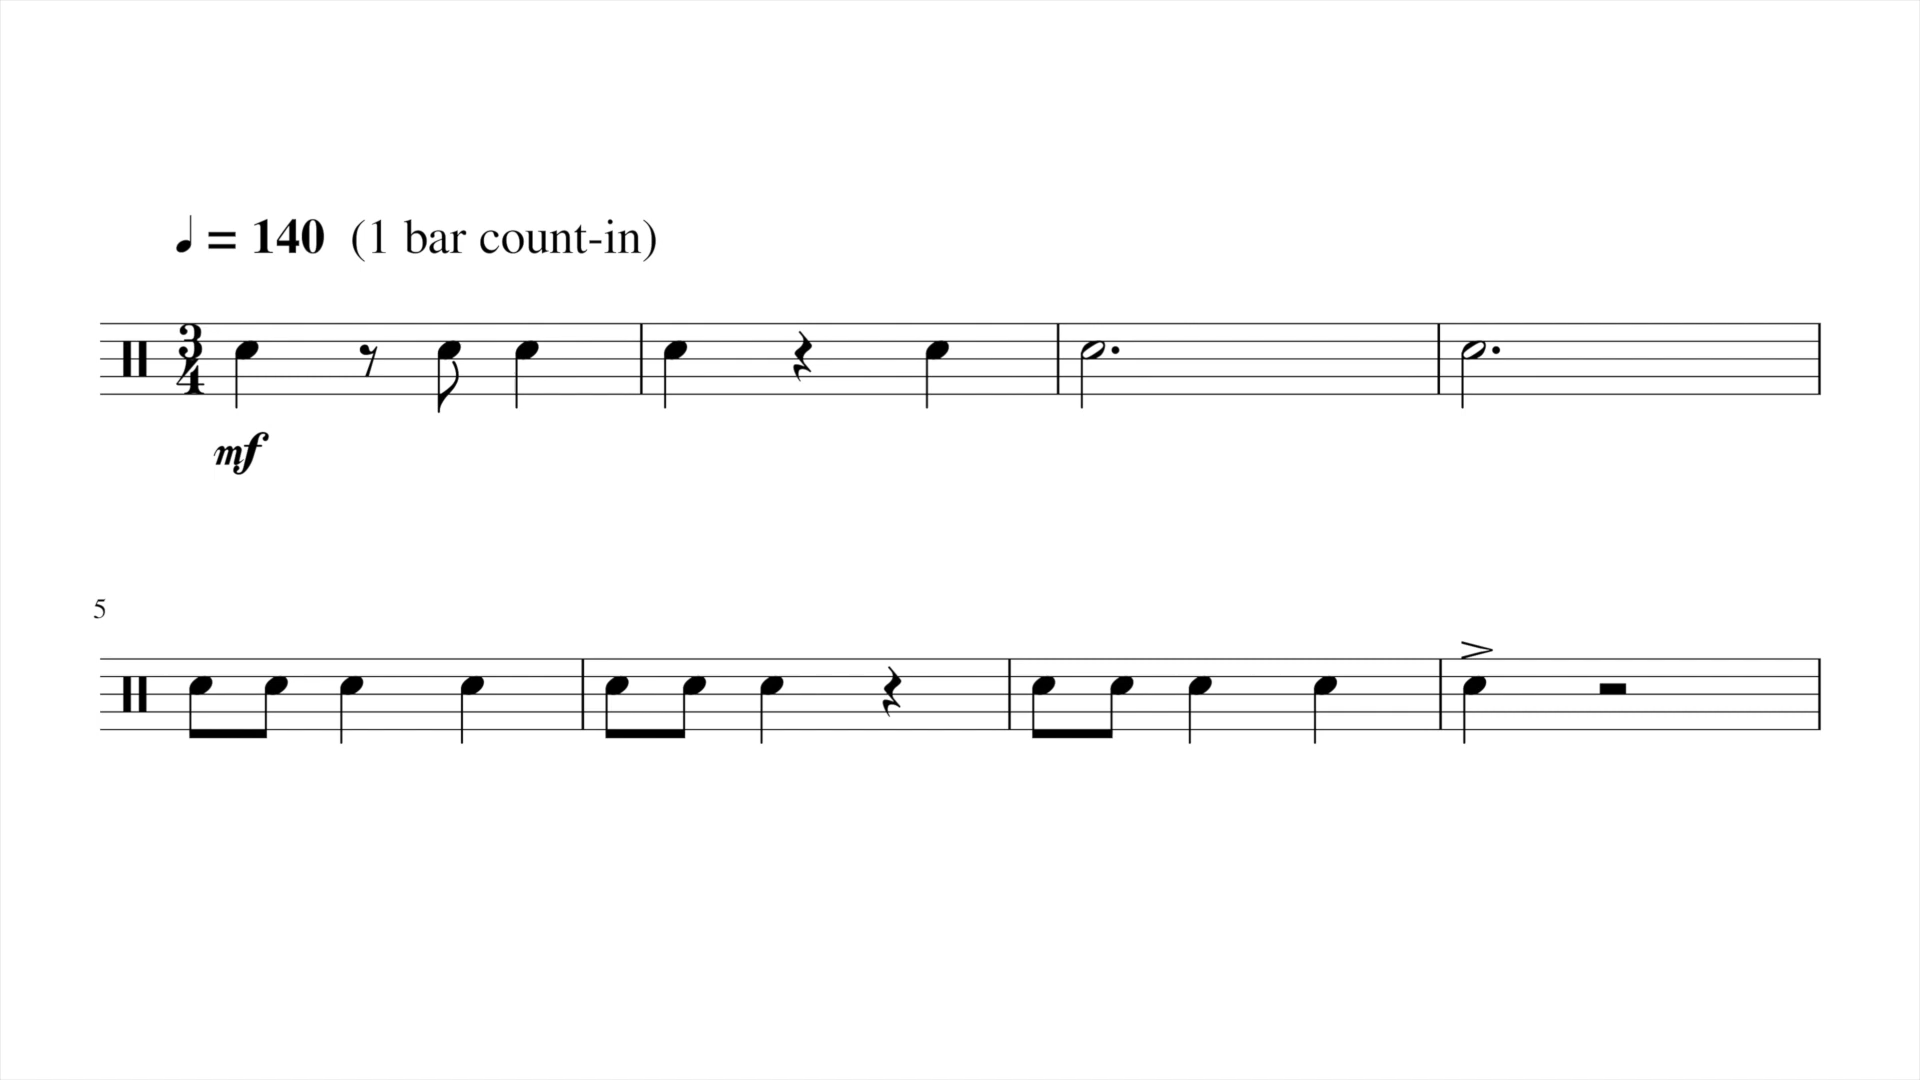 ♩ = 140 (1 bar count-in)
3
4
mf
5